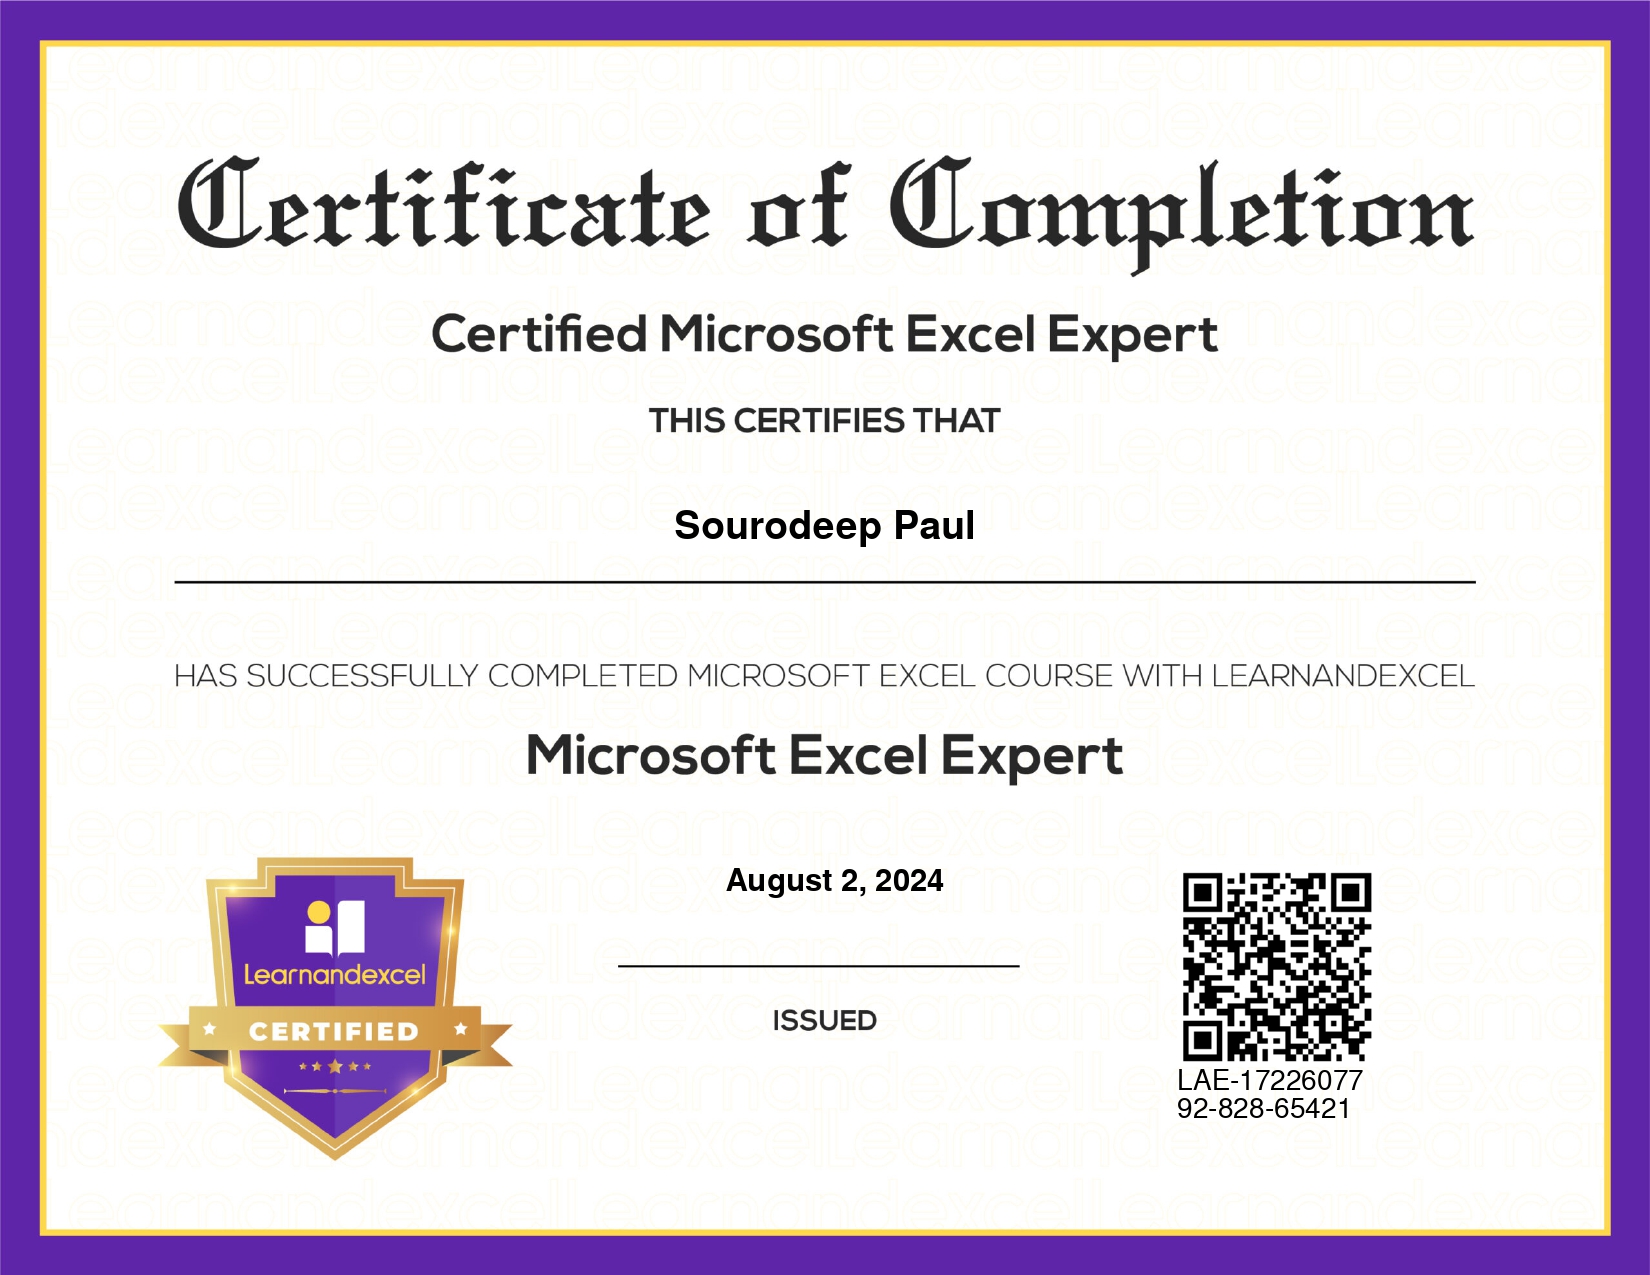 Certificate of Completion
Certified Microsoft Excel Expert
THIS CERTIFIES THAT
Sourodeep Paul
HAS SUCCESSFULLY COMPLETED MICROSOFT EXCEL COURSE WITH LEARNANDEXCEL
Microsoft Excel Expert
Learnandexcel
CERTIFIED
August 2, 2024
ISSUED
LAE-17226077
92-828-65421